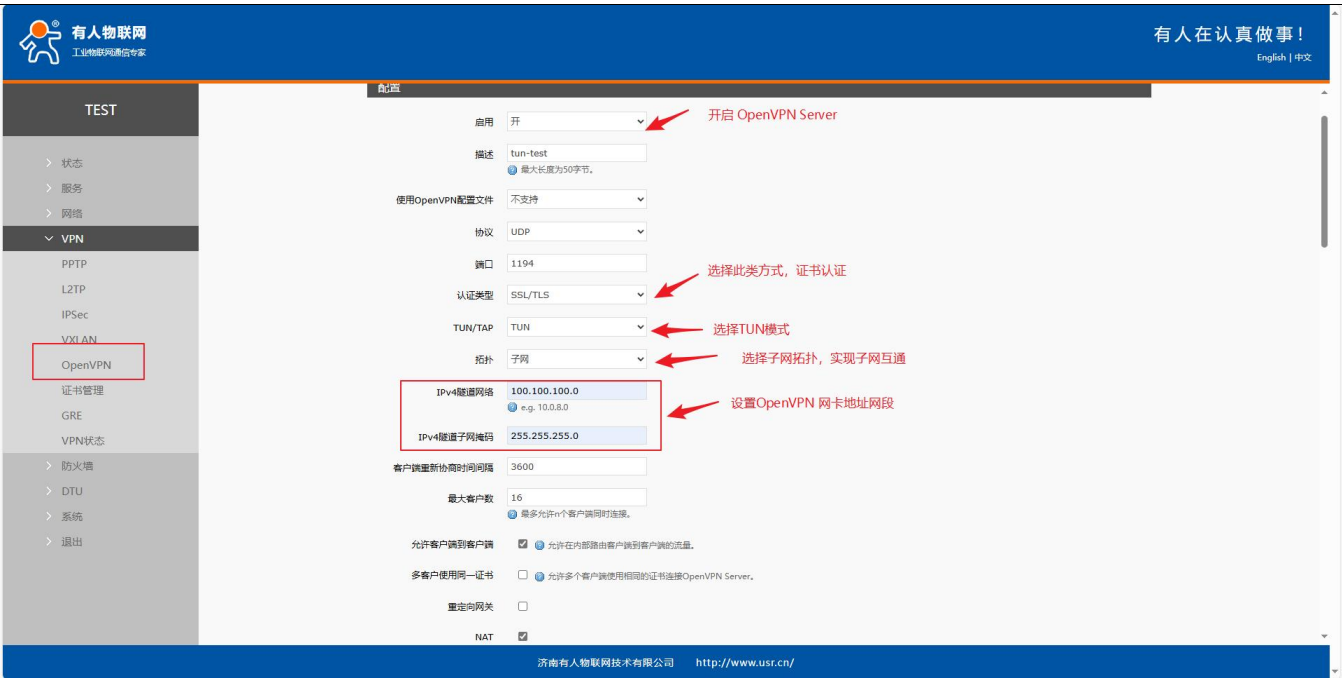 有人物联网
工业物联网通信专家
有人在认真做事！
English | 中文
TEST
状态
服务
网络
VPN
PPTP
L2TP
IPSec
VXLAN
OpenVPN
证书管理
GRE
VPN状态
防火墙
DTU
系统
退出
配置
启用 开 开启 OpenVPN Server
描述 tun-test
最大长度为50字节。
使用OpenVPN配置文件 不支持
协议 UDP
端口 1194
选择此类方式，证书认证
认证类型 SSL/TLS
TUN/TAP TUN 选择TUN模式
拓扑 子网 选择子网拓扑，实现子网互通
IPv4隧道网络 100.100.100.0
e.g. 10.0.8.0
设置OpenVPN 网卡地址网段
IPv4隧道子网掩码 255.255.255.0
客户端重新协商时间间隔 3600
最大客户数 16
最多允许n个客户端同时连接。
允许客户端到客户端 允许在内部路由客户端到客户端的流量。
多客户使用同一证书 允许多个客户端使用相同的证书连接OpenVPN Server。
重定向网关
NAT
济南有人物联网技术有限公司 http://www.usr.cn/